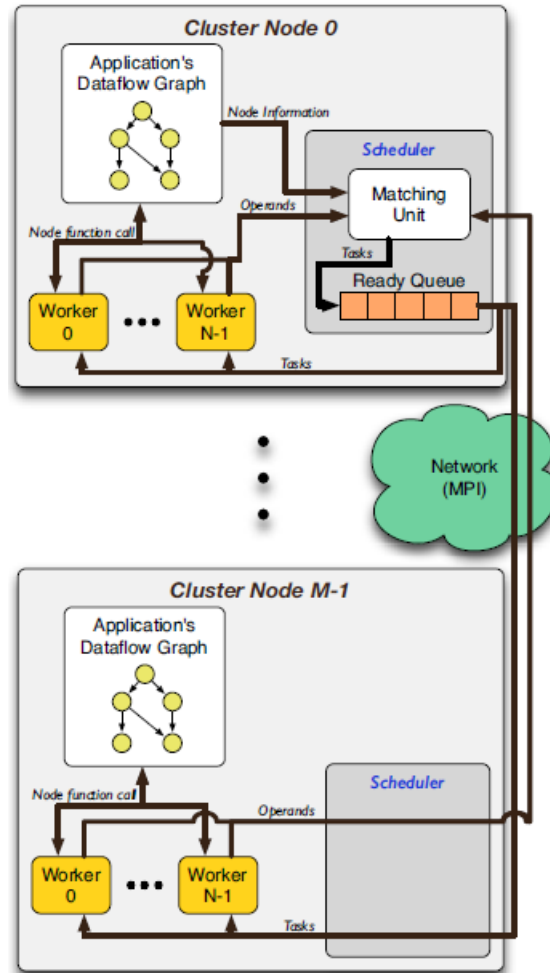 Cluster Node 0
Application's
Dataflow Graph
Node Information
Scheduler
Matching
Unit
Operands
Node function call
Tasks
Ready Queue
Worker
0
Worker
N-1
Tasks
Network
(MPI)
Cluster Node M-1
Application's
Dataflow Graph
Scheduler
Node function call
Operands
Worker
0
Worker
N-1
Tasks